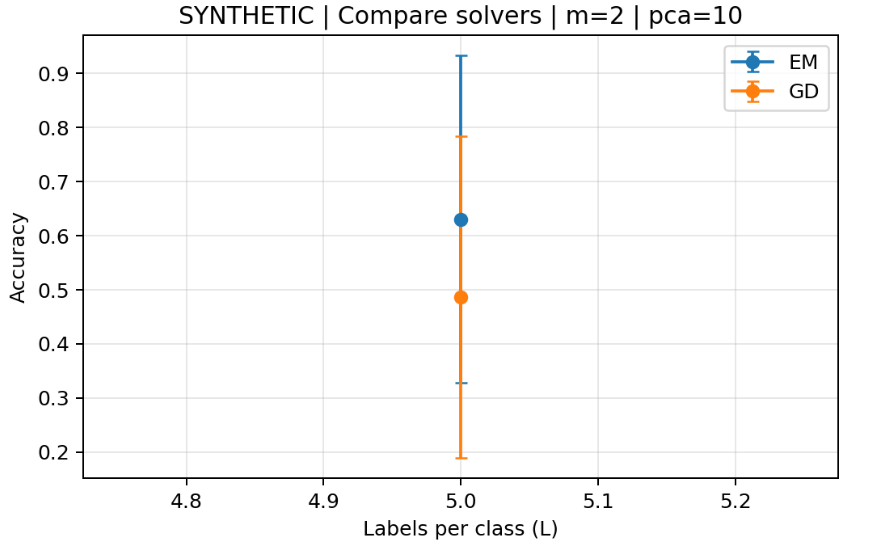 SYNTHETIC | Compare solvers | m=2 | pca=10
EM
GD
0.9
0.8
0.7
0.6
0.5
0.4
0.3
0.2
Accuracy
4.8 4.9 5.0 5.1 5.2
Labels per class (L)